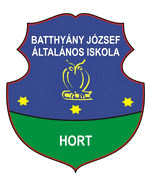 BATTHYÁNY JÓZSEF
ÁLTALÁNOS ISKOLA
HORT